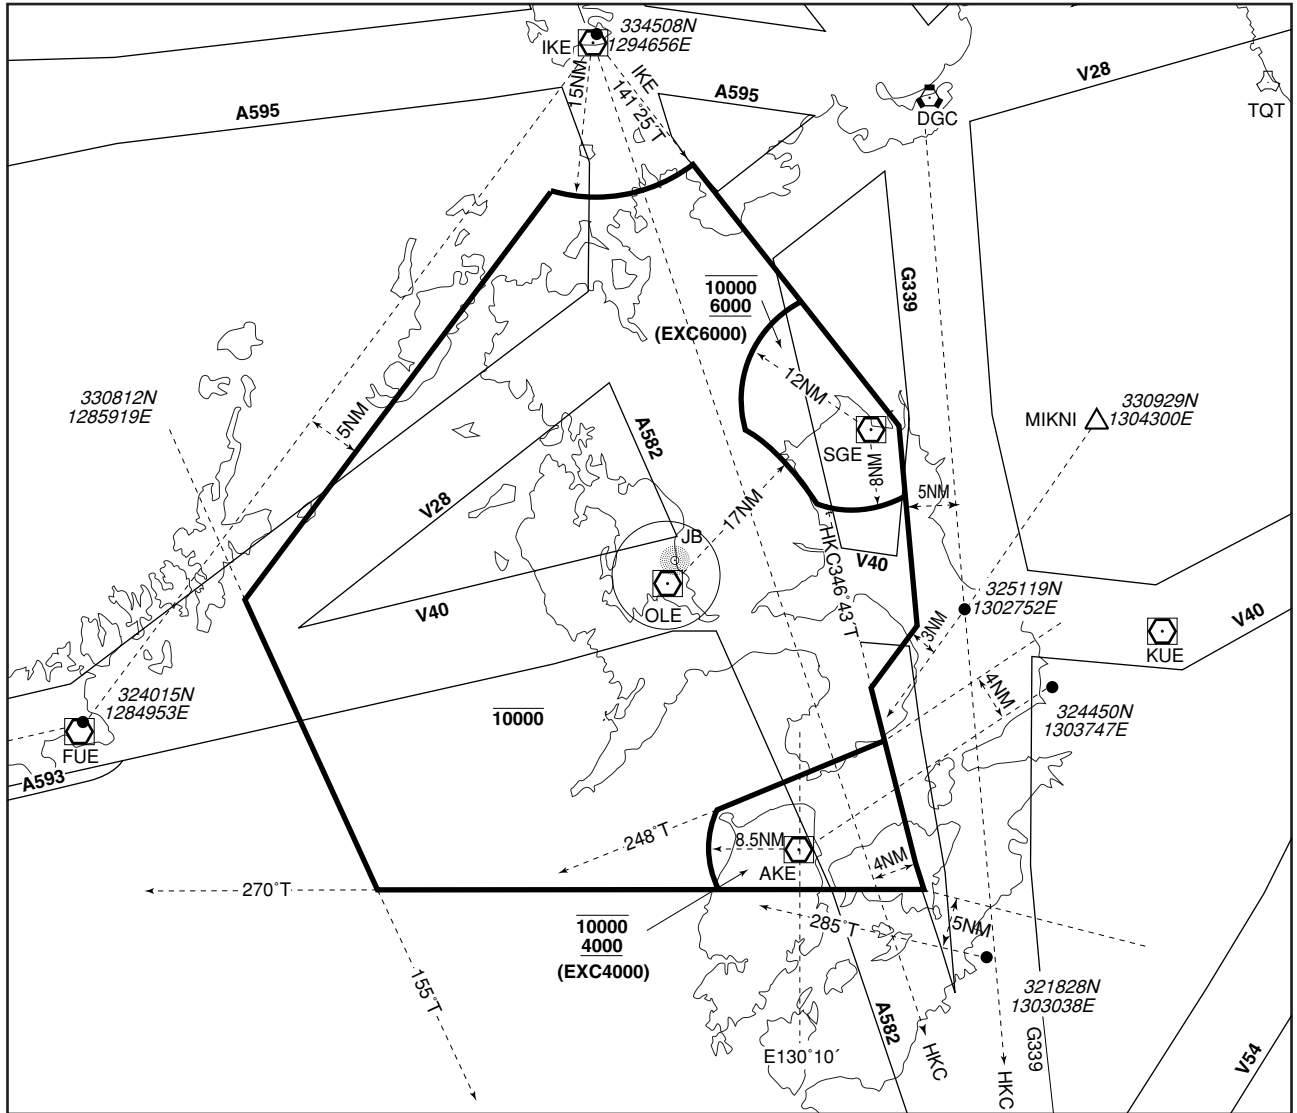 334508N
1294656E
IKE
15NM
IKE
141°25´T
A595
A595
V28
DGC
TQT
G339
10000
6000
(EXC6000)
12NM
SGE
8NM
5NM
MIKNI
330929N
1304300E
330812N
1285919E
5NM
A582
V28
17NM
JB
OLE
HKC346°43´T
V40
V40
325119N
1302752E
3NM
KUE
V40
324015N
1284953E
FUE
A593
10000
4NM
324450N
1303747E
248°T
8.5NM
AKE
4NM
270°T
285°T
5NM
10000
4000
(EXC4000)
155°T
321828N
1303038E
A582
E130°10´
HKC
HKC
G339
V54